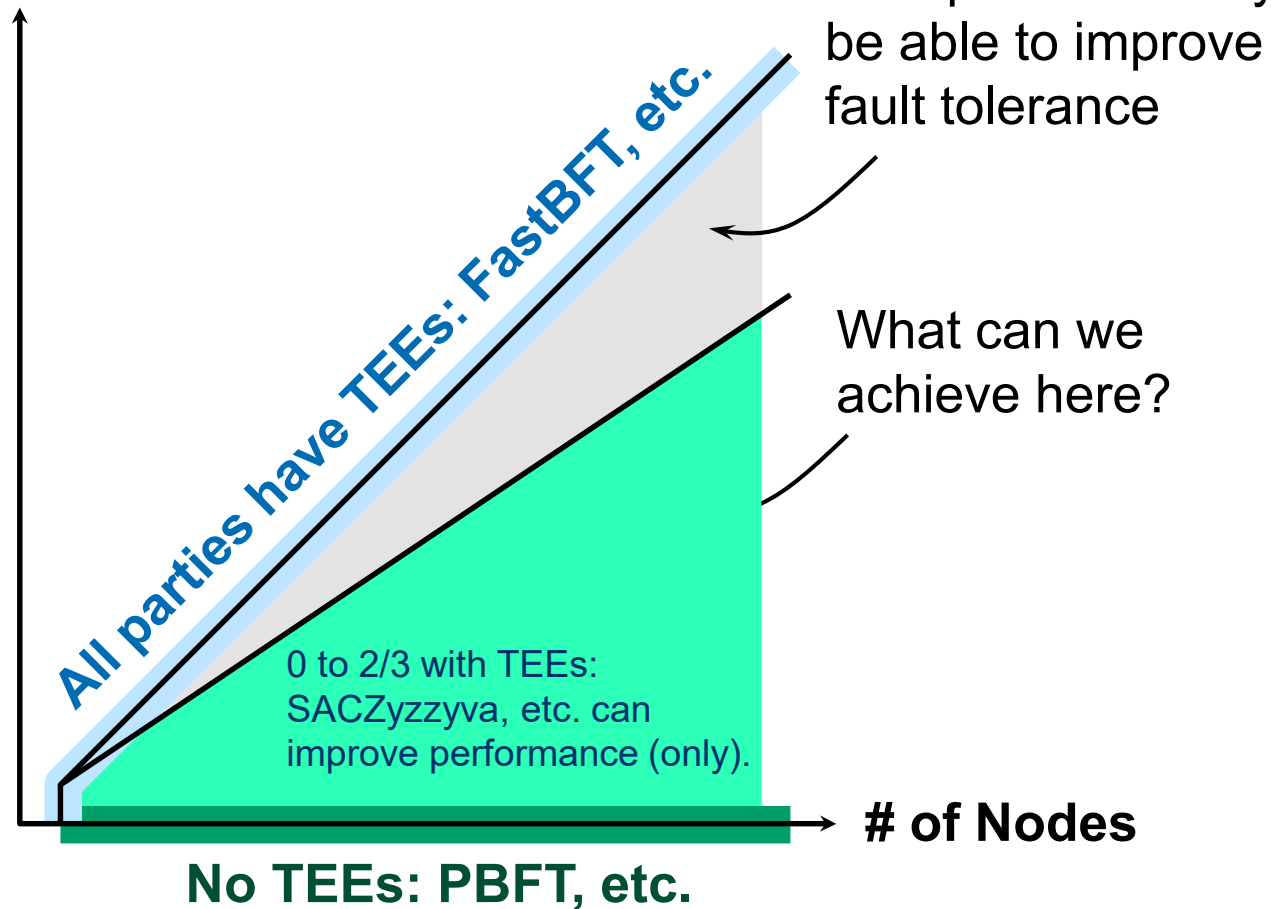 be able to improve
fault tolerance
All parties have TEEs: FastBFT, etc.
What can we
achieve here?
0 to 2/3 with TEEs:
SACZyzzyva, etc. can
improve performance (only).
# of Nodes
No TEEs: PBFT, etc.